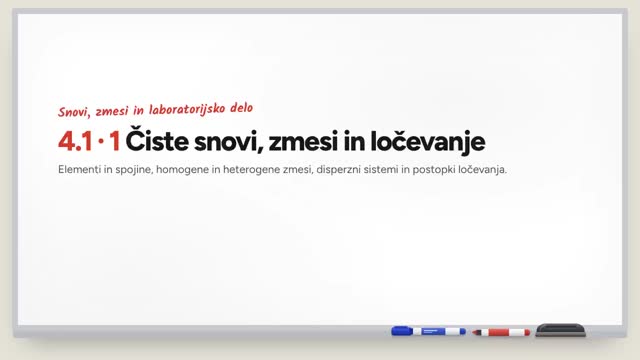 Snovi, zmesi in laboratorijsko delo
4.1 · 1 Čiste snovi, zmesi in ločevanje
Elementi in spojine, homogene in heterogene zmesi, disperzni sistemi in postopki ločevanja.